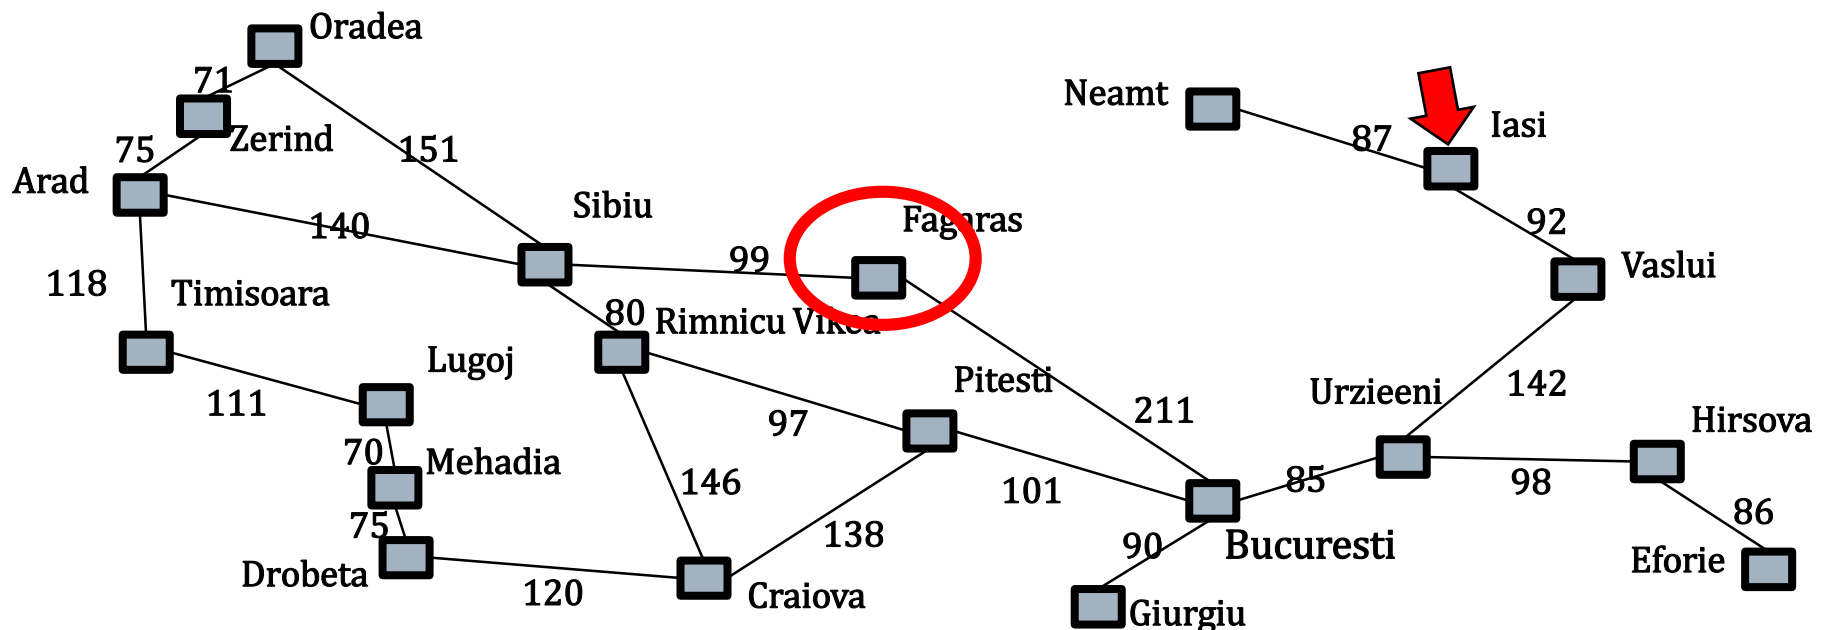 Oradea
71
Neamt
Zerind
87
Iasi
75
151
Arad
Sibiu
Fagaras
140
99
92
118
Vaslui
Timisoara
80
Rimnicu Vikea
Lugoj
Pitesti
111
97
211
Urzieeni
142
Hirsova
70
Mehadia
146
101
85
98
75
138
90
Bucuresti
86
Drobeta
120
Craiova
Giurgiu
Eforie